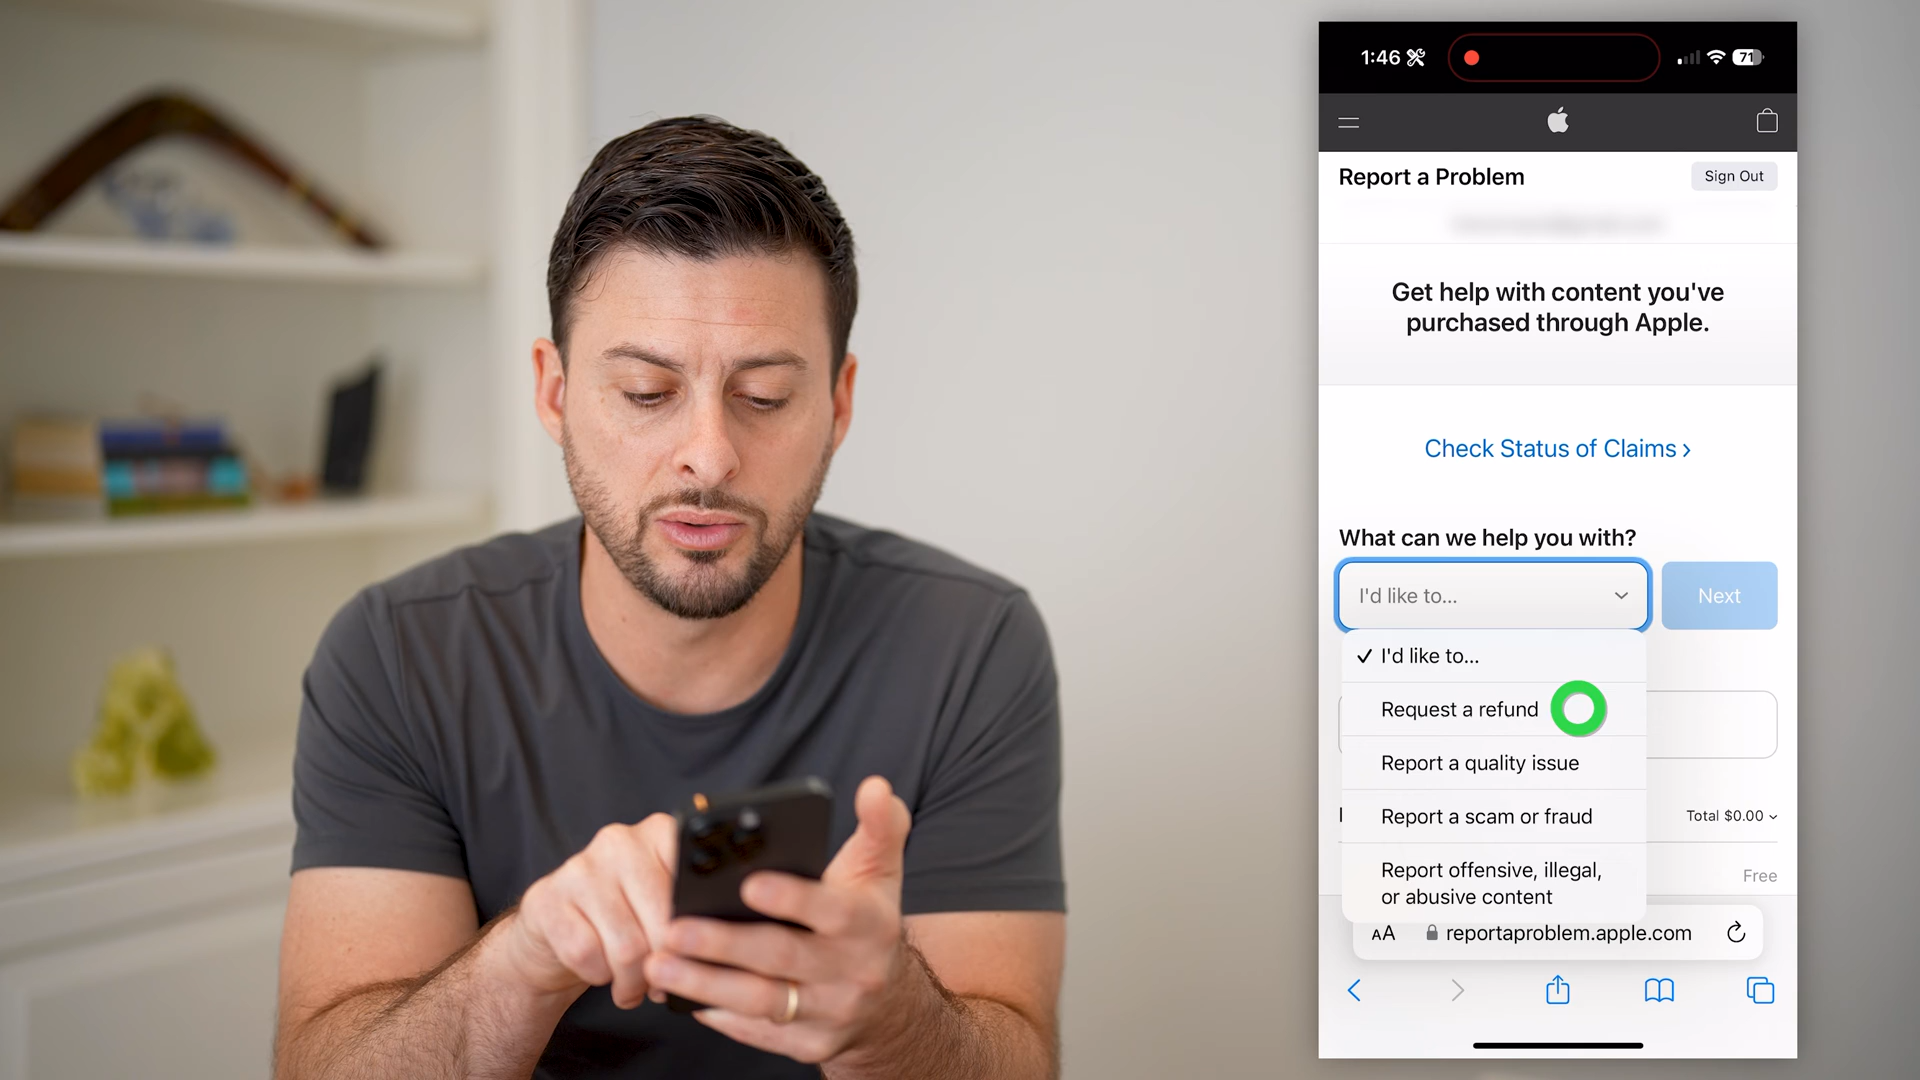 1:46
71
Report a Problem
Sign Out
Get help with content you've
purchased through Apple.
Check Status of Claims ›
What can we help you with?
I'd like to...
Next
✓ I'd like to...
Request a refund
Report a quality issue
Report a scam or fraud
Total $0.00
Report offensive, illegal,
or abusive content
Free
AA
reportaproblem.apple.com